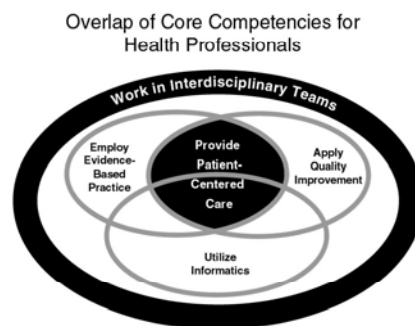 Overlap of Core Competencies for
Health Professionals
Work in Interdisciplinary Teams
Employ
Evidence-
Based
Practice
Provide
Patient-
Centered
Care
Apply
Quality
Improvement
Utilize
Informatics